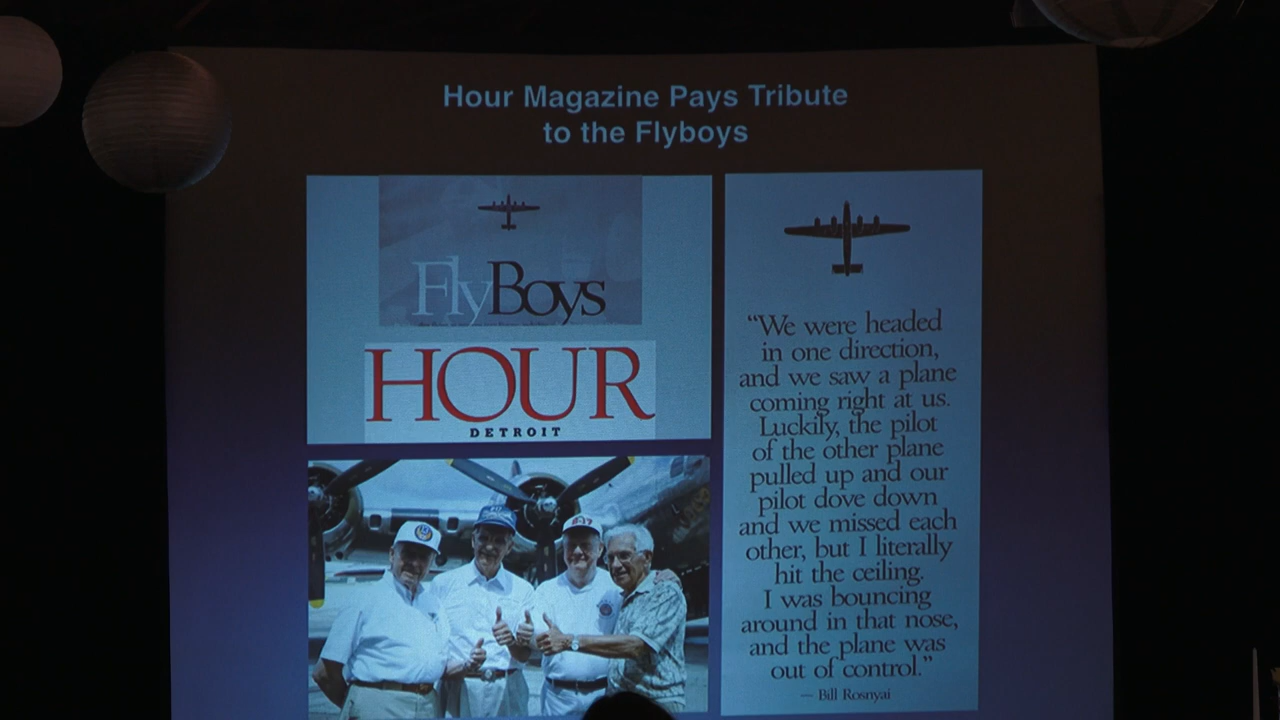 Hour Magazine Pays Tribute
to the Flyboys
FlyBoys
HOUR
DETROIT
“We were headed
in one direction,
and we saw a plane
coming right at us.
Luckily, the pilot
of the other plane
pulled up and our
pilot dove down
and we missed each
other, but I literally
hit the ceiling.
I was bouncing
around in that nose,
and the plane was
out of control.”
— Bill Rosnyai